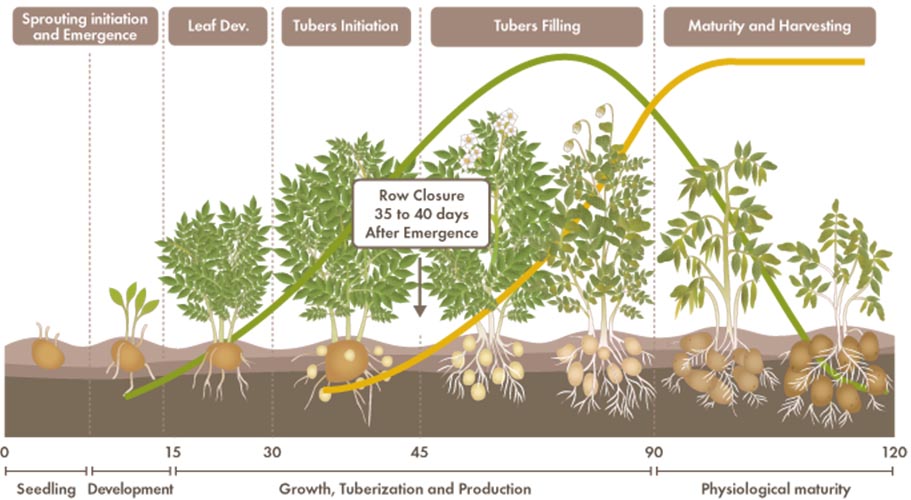 Sprouting initiation
and Emergence
Leaf Dev.
Tubers Initiation
Tubers Filling
Maturity and Harvesting
Row Closure
35 to 40 days
After Emergence
0
15
30
45
90
120
Seedling
Development
Growth, Tuberization and Production
Physiological maturity